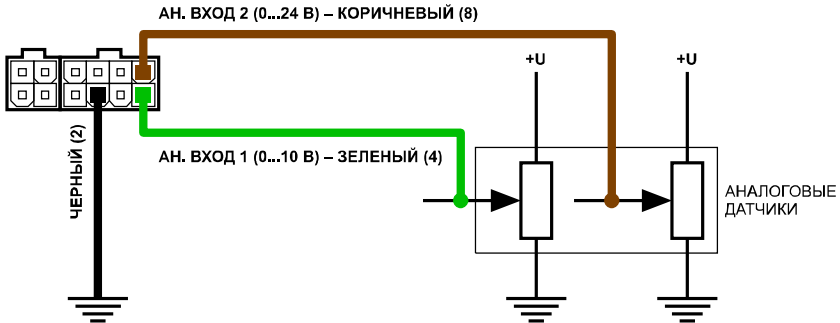 АН. ВХОД 2 (0...24 В) – КОРИЧНЕВЫЙ (8)
+U
+U
АН. ВХОД 1 (0...10 В) – ЗЕЛЕНЫЙ (4)
ЧЕРНЫЙ (2)
АНАЛОГОВЫЕ
ДАТЧИКИ